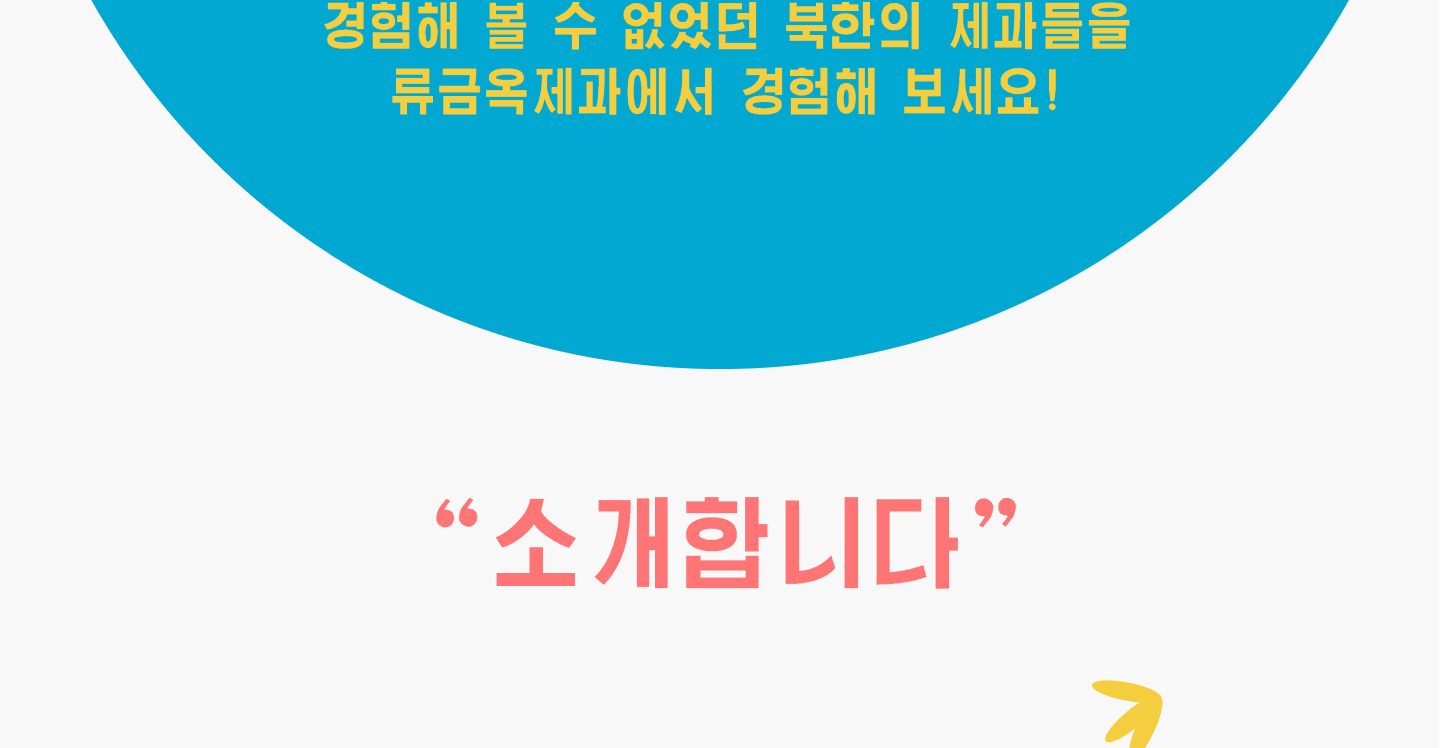 경험해 볼 수 없었던 북한의 제과들을
류금옥제과에서 경험해 보세요!
“소개합니다”